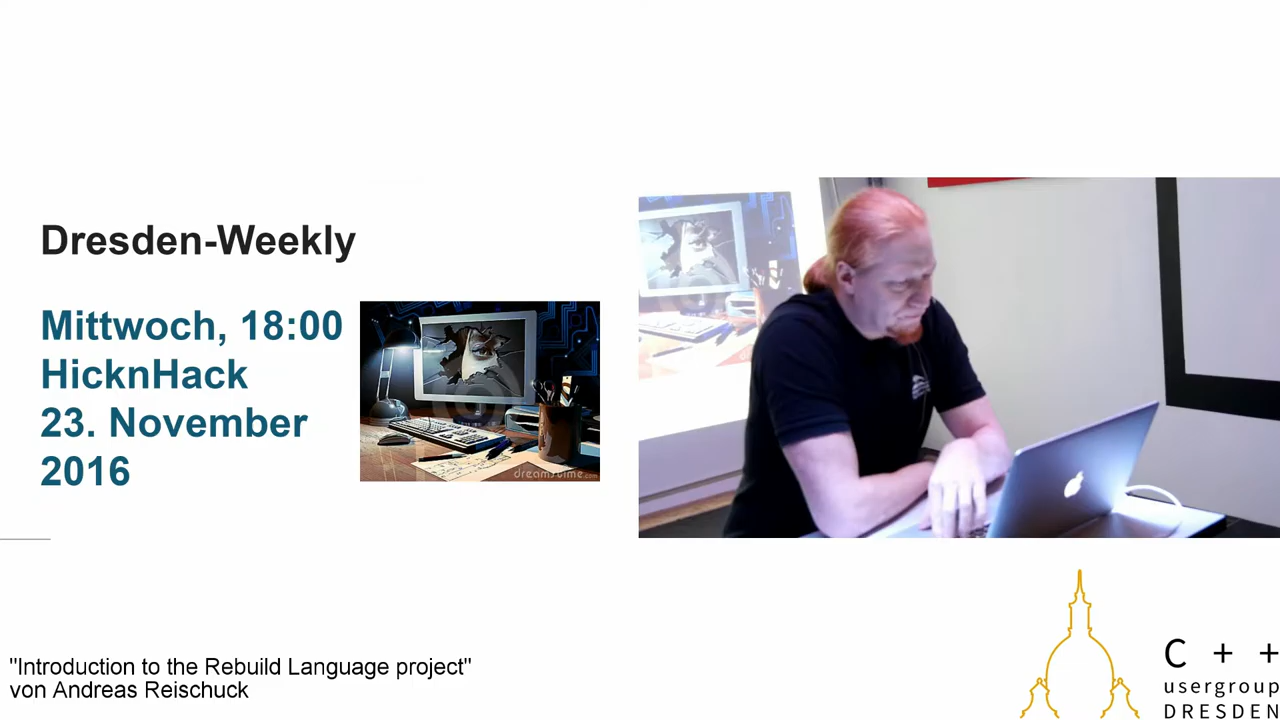 Dresden-Weekly
Mittwoch, 18:00
HicknHack
23. November
2016
dreamstime.com
"Introduction to the Rebuild Language project"
von Andreas Reischuck
C++
usergroup
DRESDEN